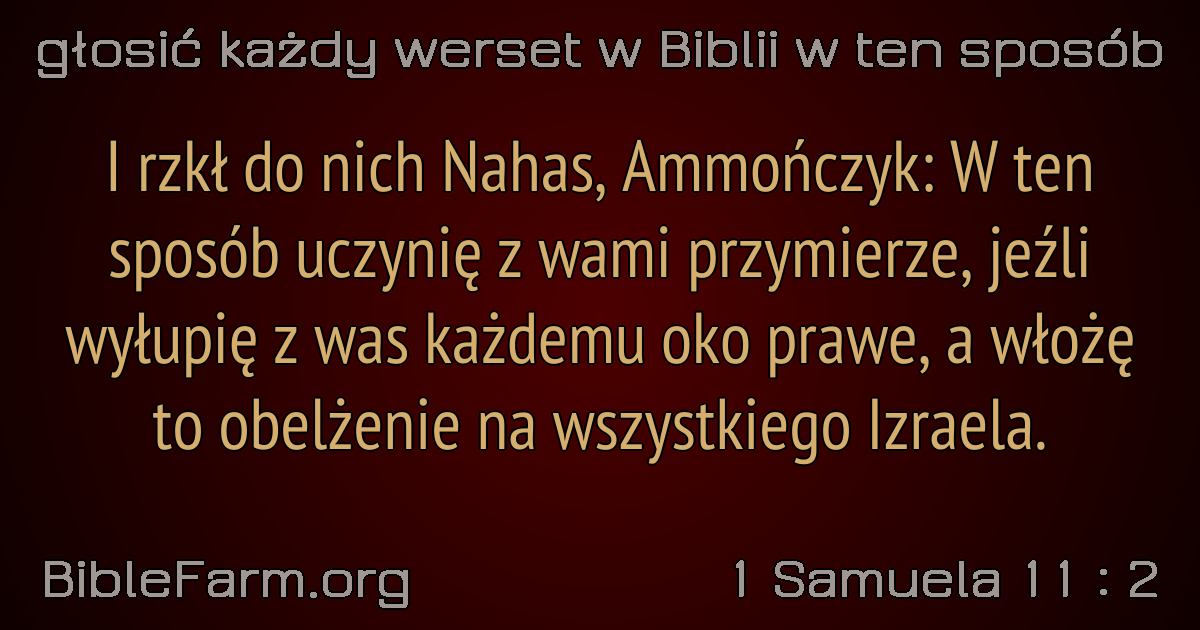 głosić każdy werset w Biblii w ten sposób
I rzkł do nich Nahas, Ammończyk: W ten
sposób uczynię z wami przymierze, jeźli
wyłupię z was każdemu oko prawe, a włożę
to obelżenie na wszystkiego Izraela.
BibleFarm.org
1 Samuela 11 : 2